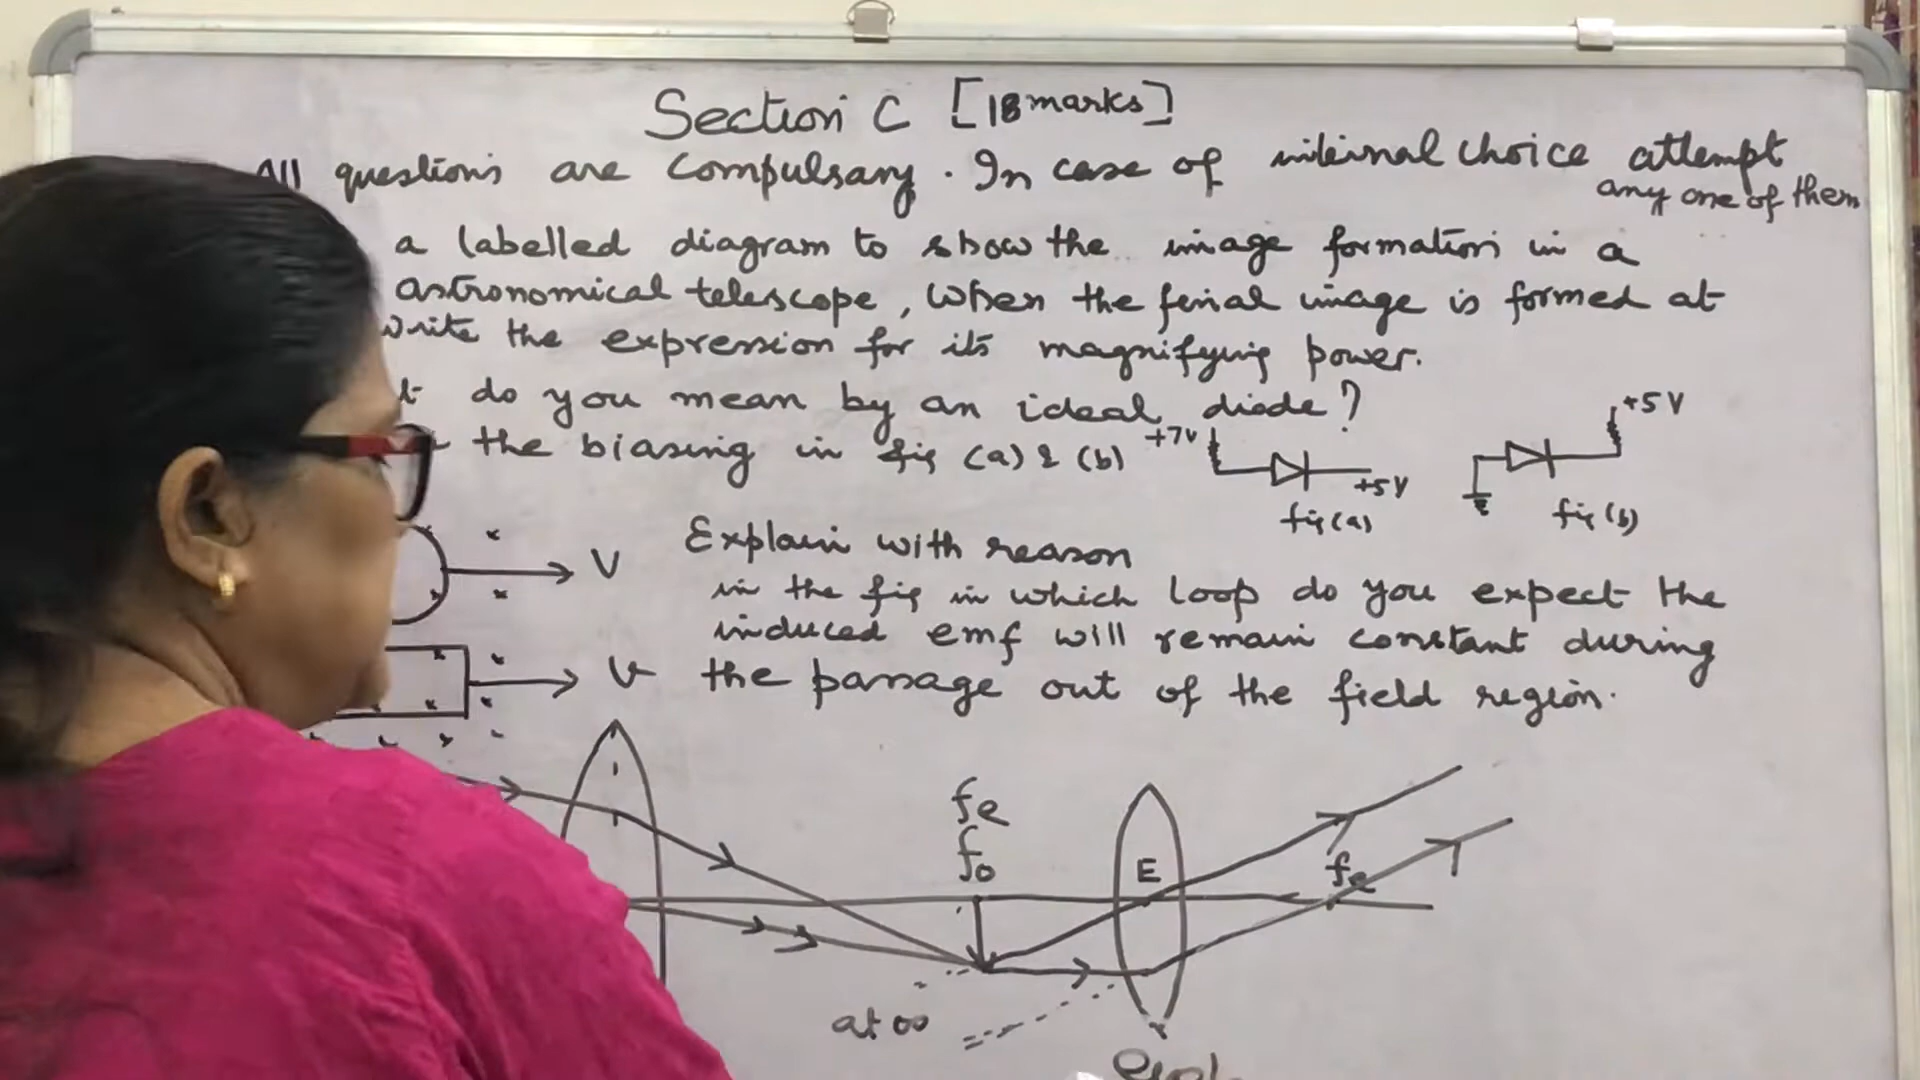 Section C [18 marks]
All questions are compulsary. In case of internal choice attempt
any one of them
a labelled diagram to show the image formation in a
astronomical telescope, when the final image is formed at
write the expression for its magnifying power.
do you mean by an ideal diode?
the biasing in fig (a) & (b)
+7V
+5V
fig (a)
+5V
fig (b)
V
Explain with reason
in the fig in which loop do you expect the
induced emf will remain constant during
V
the passage out of the field region.
fe
fo
E
fe
at ∞